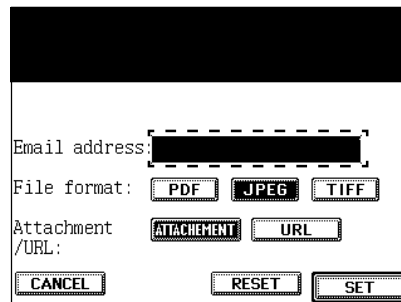 Email address:
File format: PDF JPEG TIFF
Attachment ATTACHEMENT URL
/URL:
CANCEL RESET SET